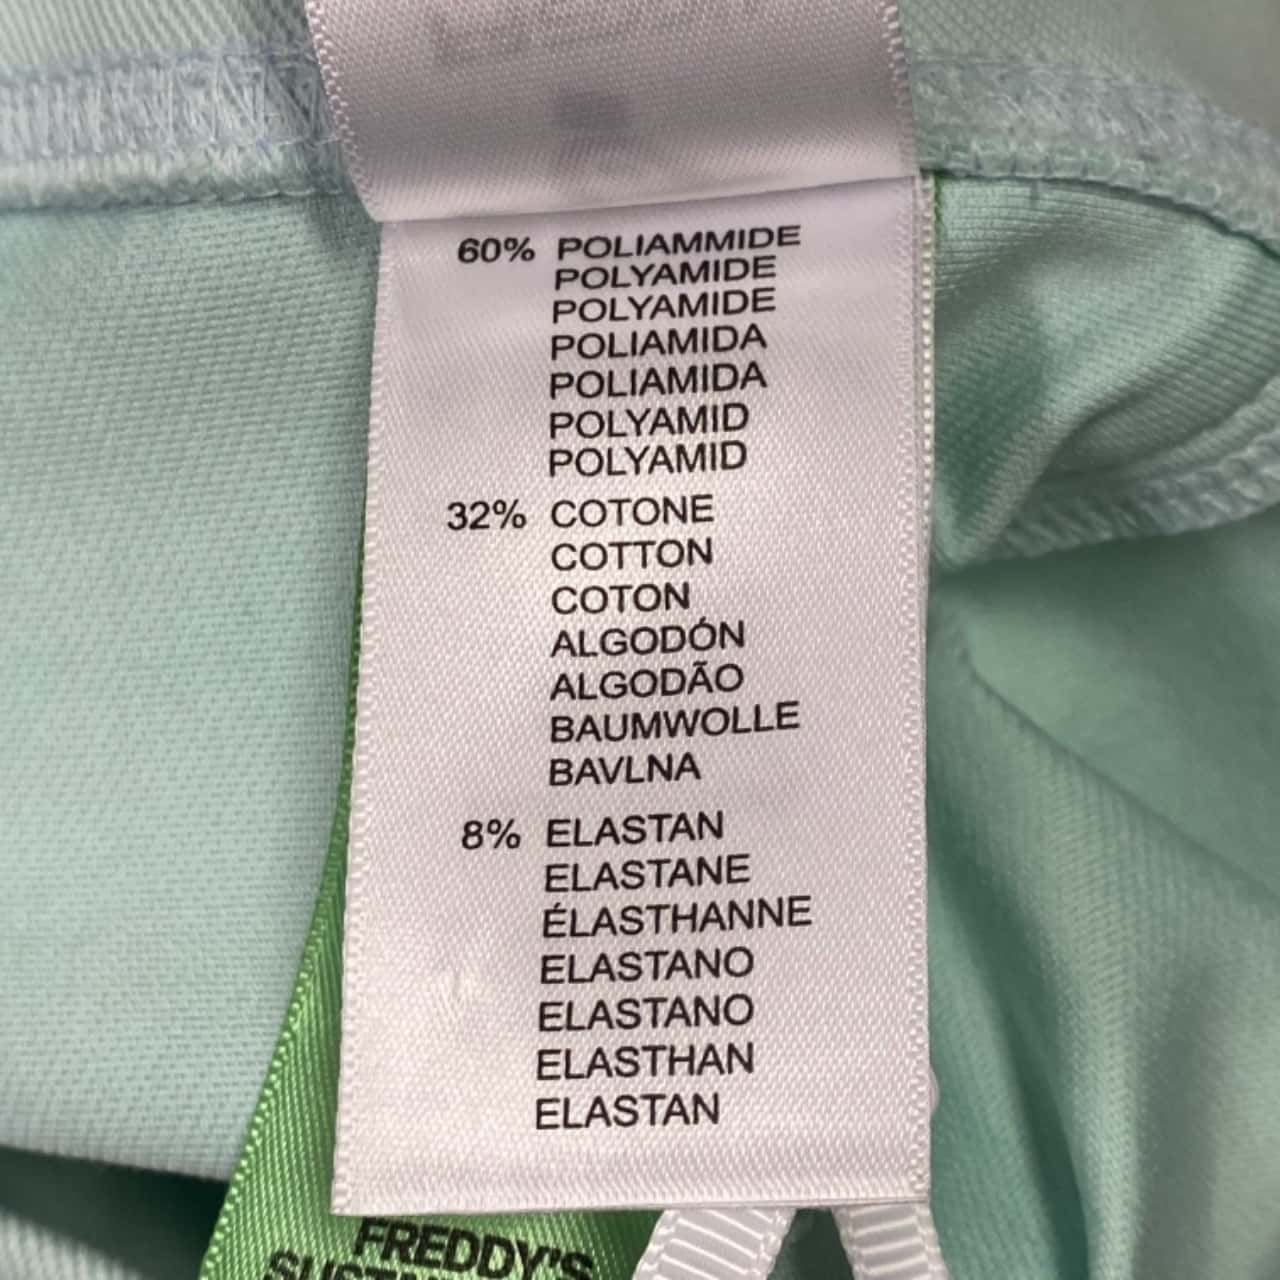 60% POLIAMMIDE
POLYAMIDE
POLYAMIDE
POLIAMIDA
POLIAMIDA
POLYAMID
POLYAMID
32% COTONE
COTTON
COTON
ALGODÓN
ALGODÃO
BAUMWOLLE
BAVLNA
8% ELASTAN
ELASTANE
ÉLASTHANNE
ELASTANO
ELASTANO
ELASTHAN
ELASTAN
FREDDY'S